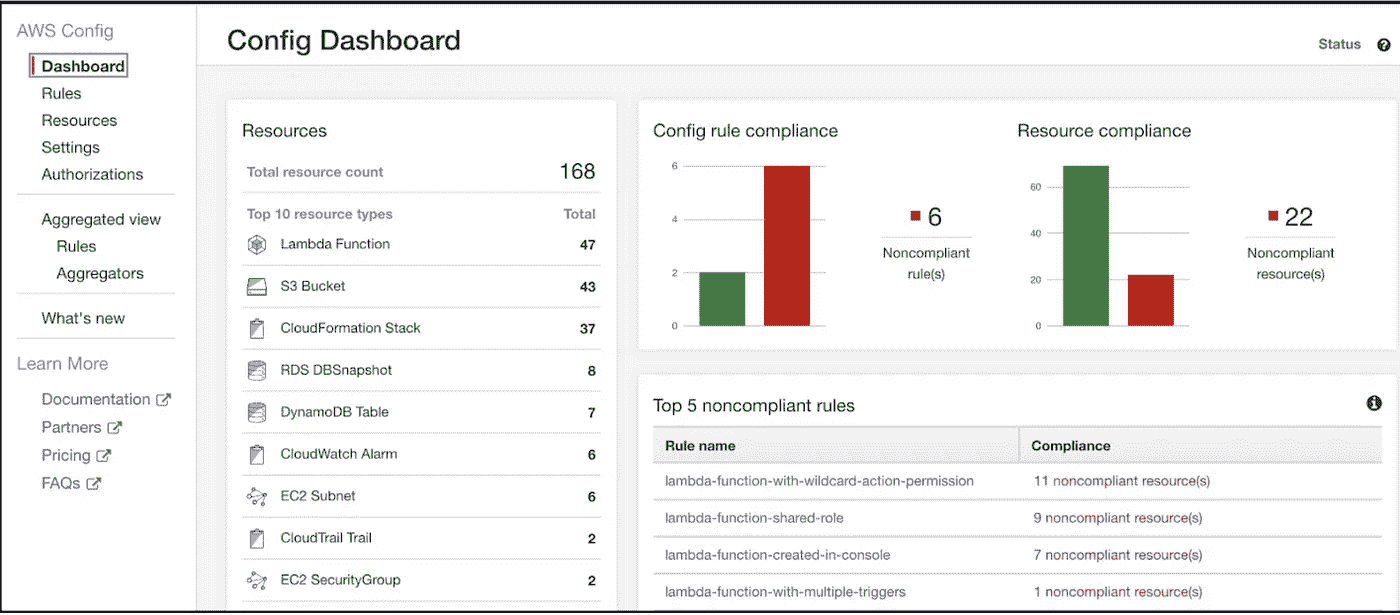 AWS Config
Dashboard
Rules
Resources
Settings
Authorizations
Aggregated view
Rules
Aggregators
What's new
Learn More
Documentation
Partners
Pricing
FAQs
Config Dashboard
Status
Resources
Total resource count 168
Top 10 resource types Total
Lambda Function 47
S3 Bucket 43
CloudFormation Stack 37
RDS DBSnapshot 8
DynamoDB Table 7
CloudWatch Alarm 6
EC2 Subnet 6
CloudTrail Trail 2
EC2 SecurityGroup 2
Config rule compliance
6
4
2
0
6
Noncompliant
rule(s)
Resource compliance
60
40
20
0
22
Noncompliant
resource(s)
Top 5 noncompliant rules
Rule name Compliance
lambda-function-with-wildcard-action-permission 11 noncompliant resource(s)
lambda-function-shared-role 9 noncompliant resource(s)
lambda-function-created-in-console 7 noncompliant resource(s)
lambda-function-with-multiple-triggers 1 noncompliant resource(s)